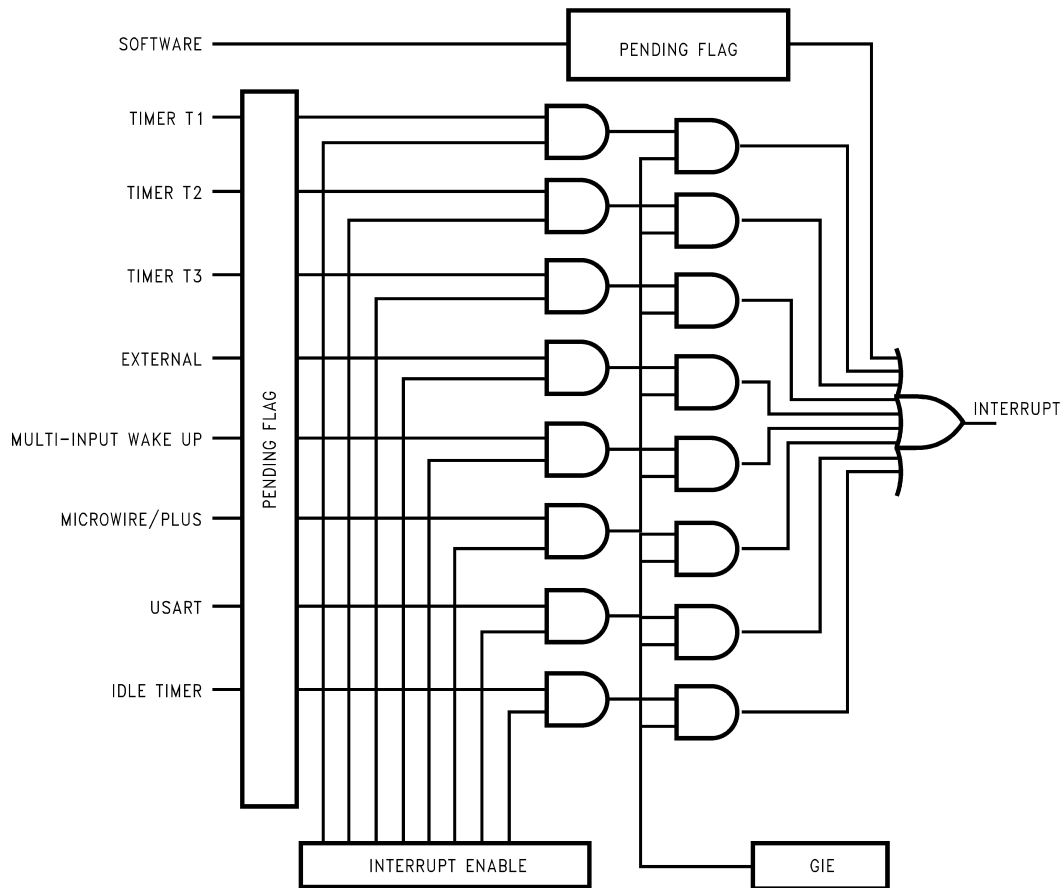 SOFTWARE
PENDING FLAG
TIMER T1
TIMER T2
TIMER T3
EXTERNAL
MULTI-INPUT WAKE UP
MICROWIRE/PLUS
USART
IDLE TIMER
PENDING FLAG
INTERRUPT
INTERRUPT ENABLE
GIE